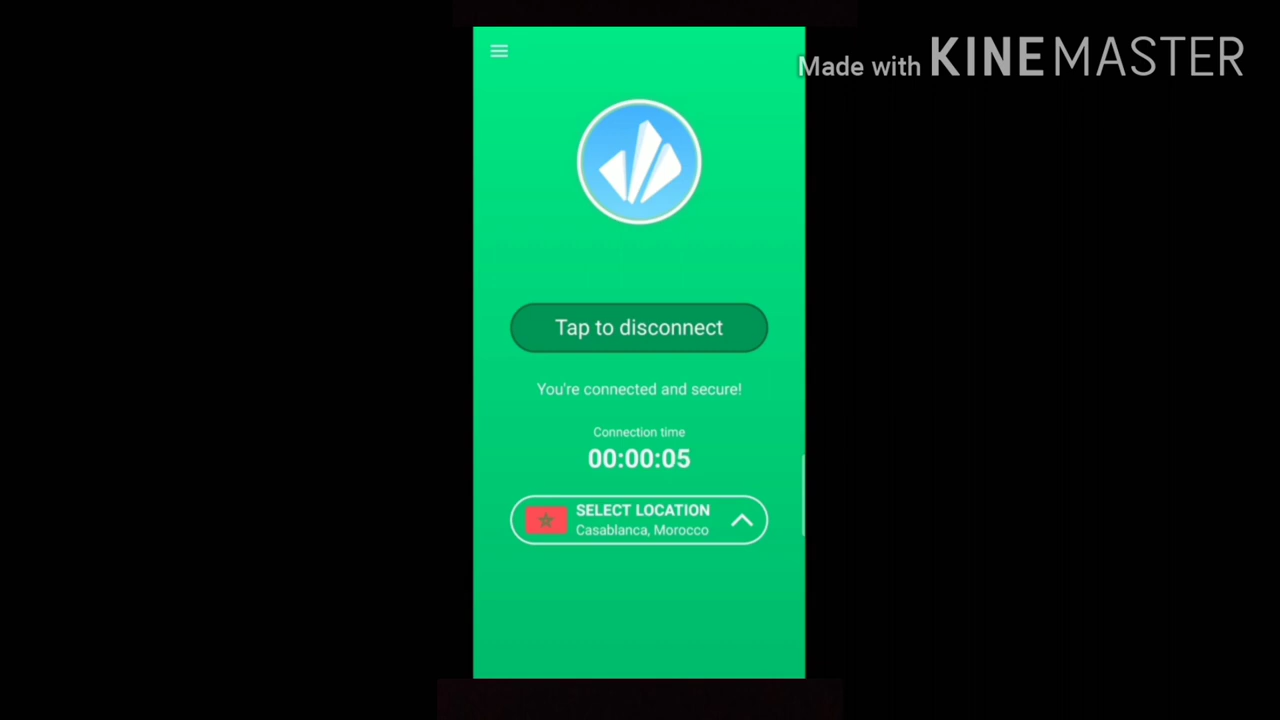 Made with KINEMASTER
Tap to disconnect
You're connected and secure!
Connection time
00:00:05
SELECT LOCATION
Casablanca, Morocco